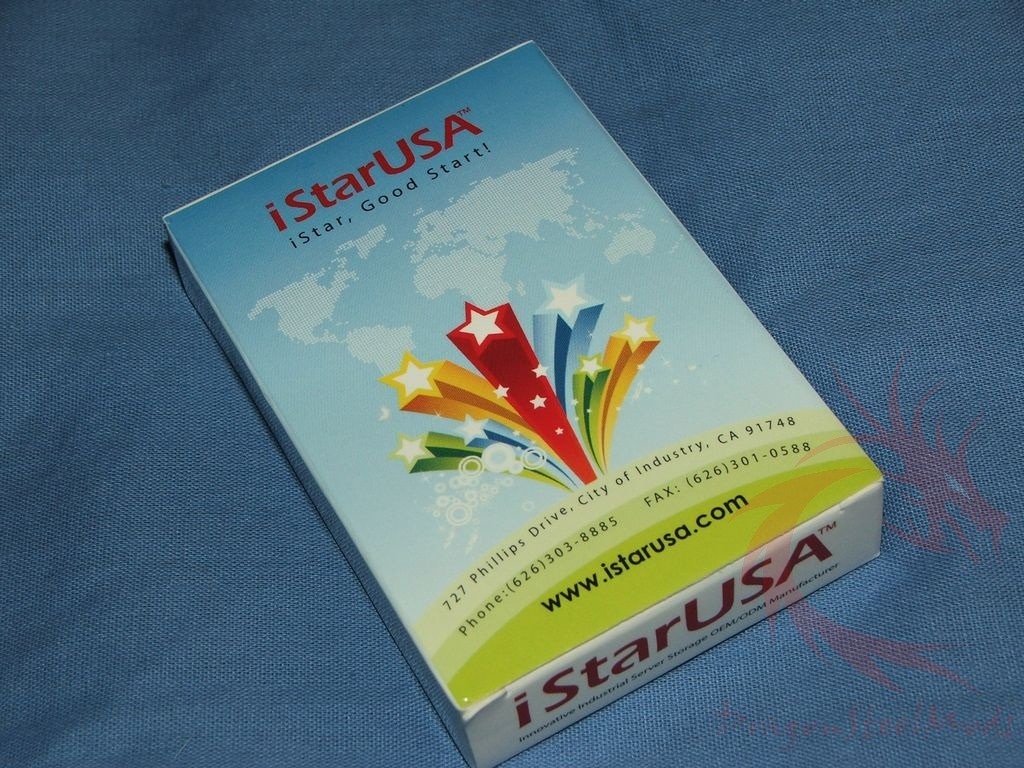 iStarUSA™
iStar, Good Start!
727 Phillips Drive, City of Industry, CA 91748
Phone:(626)303-8885 FAX: (626)301-0588
www.istarusa.com
iStarUSA™
Innovative Industrial Server Storage OEM/ODM Manufacturer